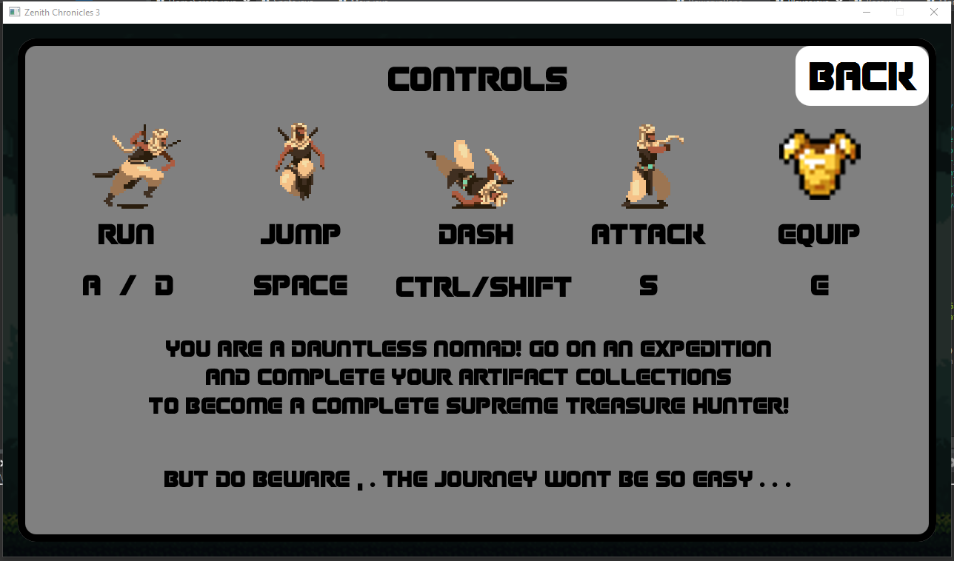 Zenith Chronicles 3
CONTROLS
BACK
RUN JUMP DASH ATTACK EQUIP
A / D SPACE CTRL/SHIFT S E
YOU ARE A DAUNTLESS NOMAD! GO ON AN EXPEDITION
AND COMPLETE YOUR ARTIFACT COLLECTIONS
TO BECOME A COMPLETE SUPREME TREASURE HUNTER!
BUT DO BEWARE , . THE JOURNEY WONT BE SO EASY . . .